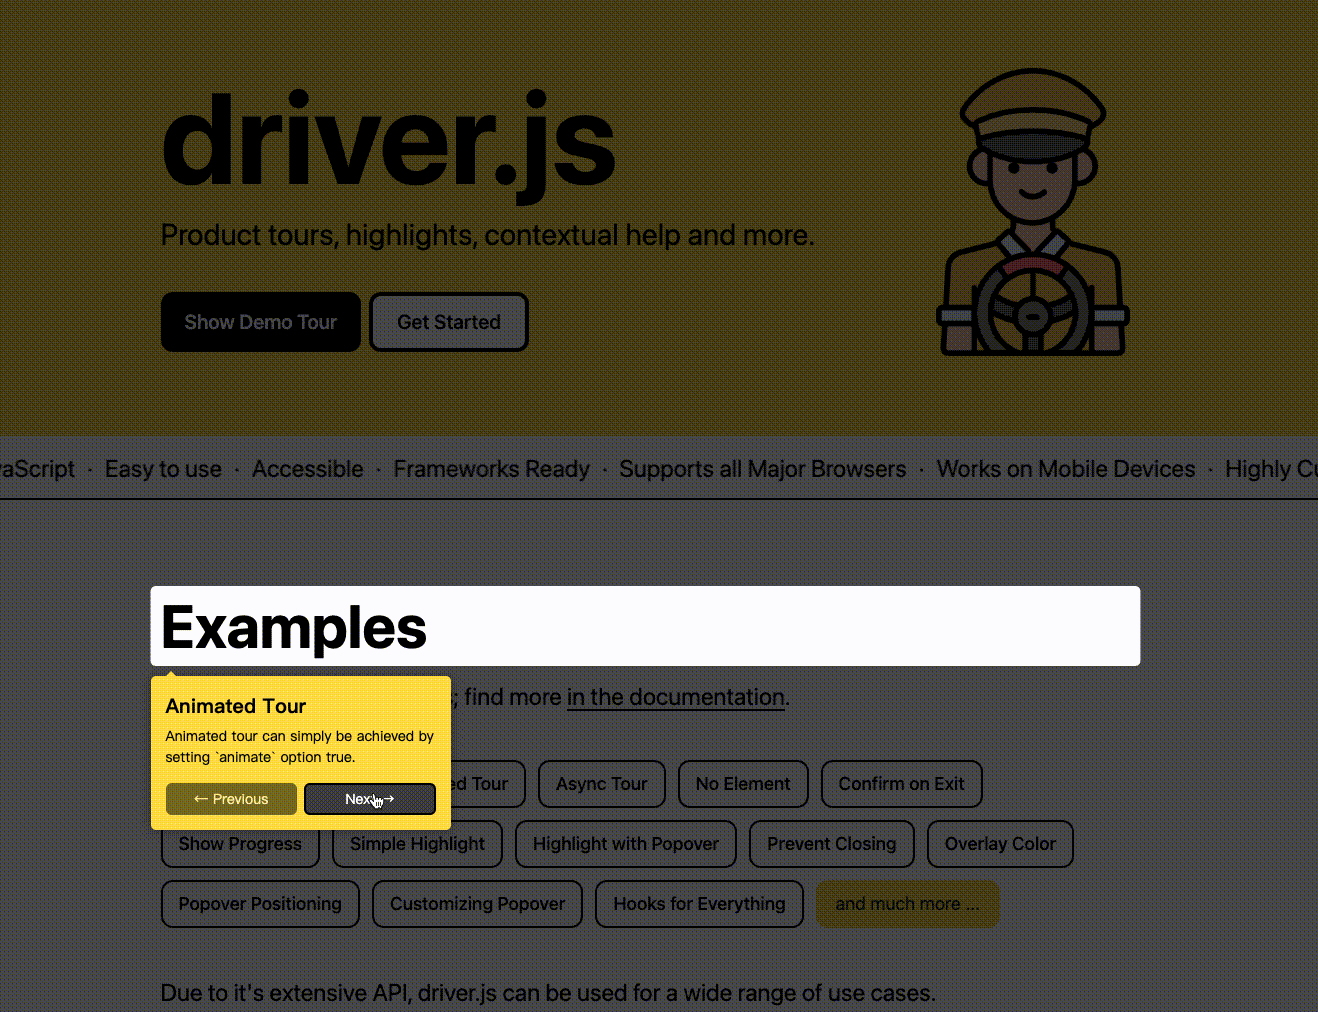 driver.js
Product tours, highlights, contextual help and more.
Show Demo Tour
Get Started
Script · Easy to use · Accessible · Frameworks Ready · Supports all Major Browsers · Works on Mobile Devices · Highly
Examples
; find more in the documentation.
Animated Tour
Animated tour can simply be achieved by
setting `animate` option true.
← Previous
Next →
Tour
Async Tour
No Element
Confirm on Exit
Show Progress
Simple Highlight
Highlight with Popover
Prevent Closing
Overlay Color
Popover Positioning
Customizing Popover
Hooks for Everything
and much more ...
Due to it's extensive API, driver.js can be used for a wide range of use cases.